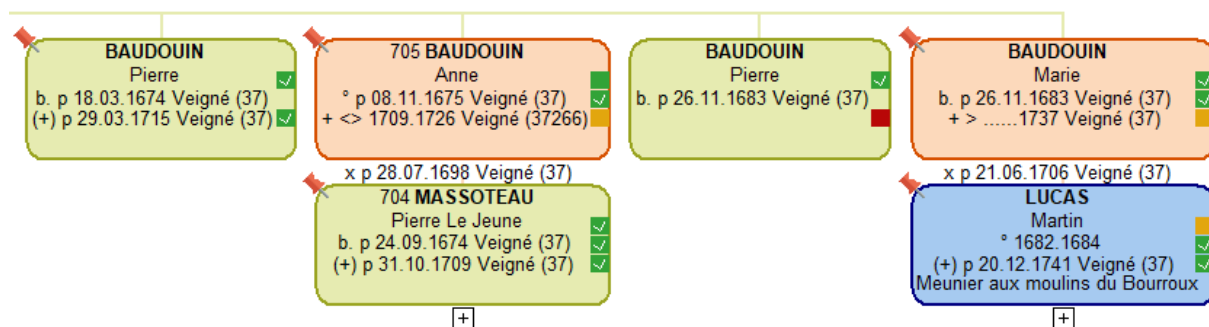 BAUDOUIN
Pierre
b. p 18.03.1674 Veigné (37)
(+) p 29.03.1715 Veigné (37)
705 BAUDOUIN
Anne
° p 08.11.1675 Veigné (37)
+ <> 1709.1726 Veigné (37266)
x p 28.07.1698 Veigné (37)
704 MASSOTEAU
Pierre Le Jeune
b. p 24.09.1674 Veigné (37)
(+) p 31.10.1709 Veigné (37)
BAUDOUIN
Pierre
b. p 26.11.1683 Veigné (37)
BAUDOUIN
Marie
b. p 26.11.1683 Veigné (37)
+ > ......1737 Veigné (37)
x p 21.06.1706 Veigné (37)
LUCAS
Martin
° 1682.1684
(+) p 20.12.1741 Veigné (37)
Meunier aux moulins du Bourroux